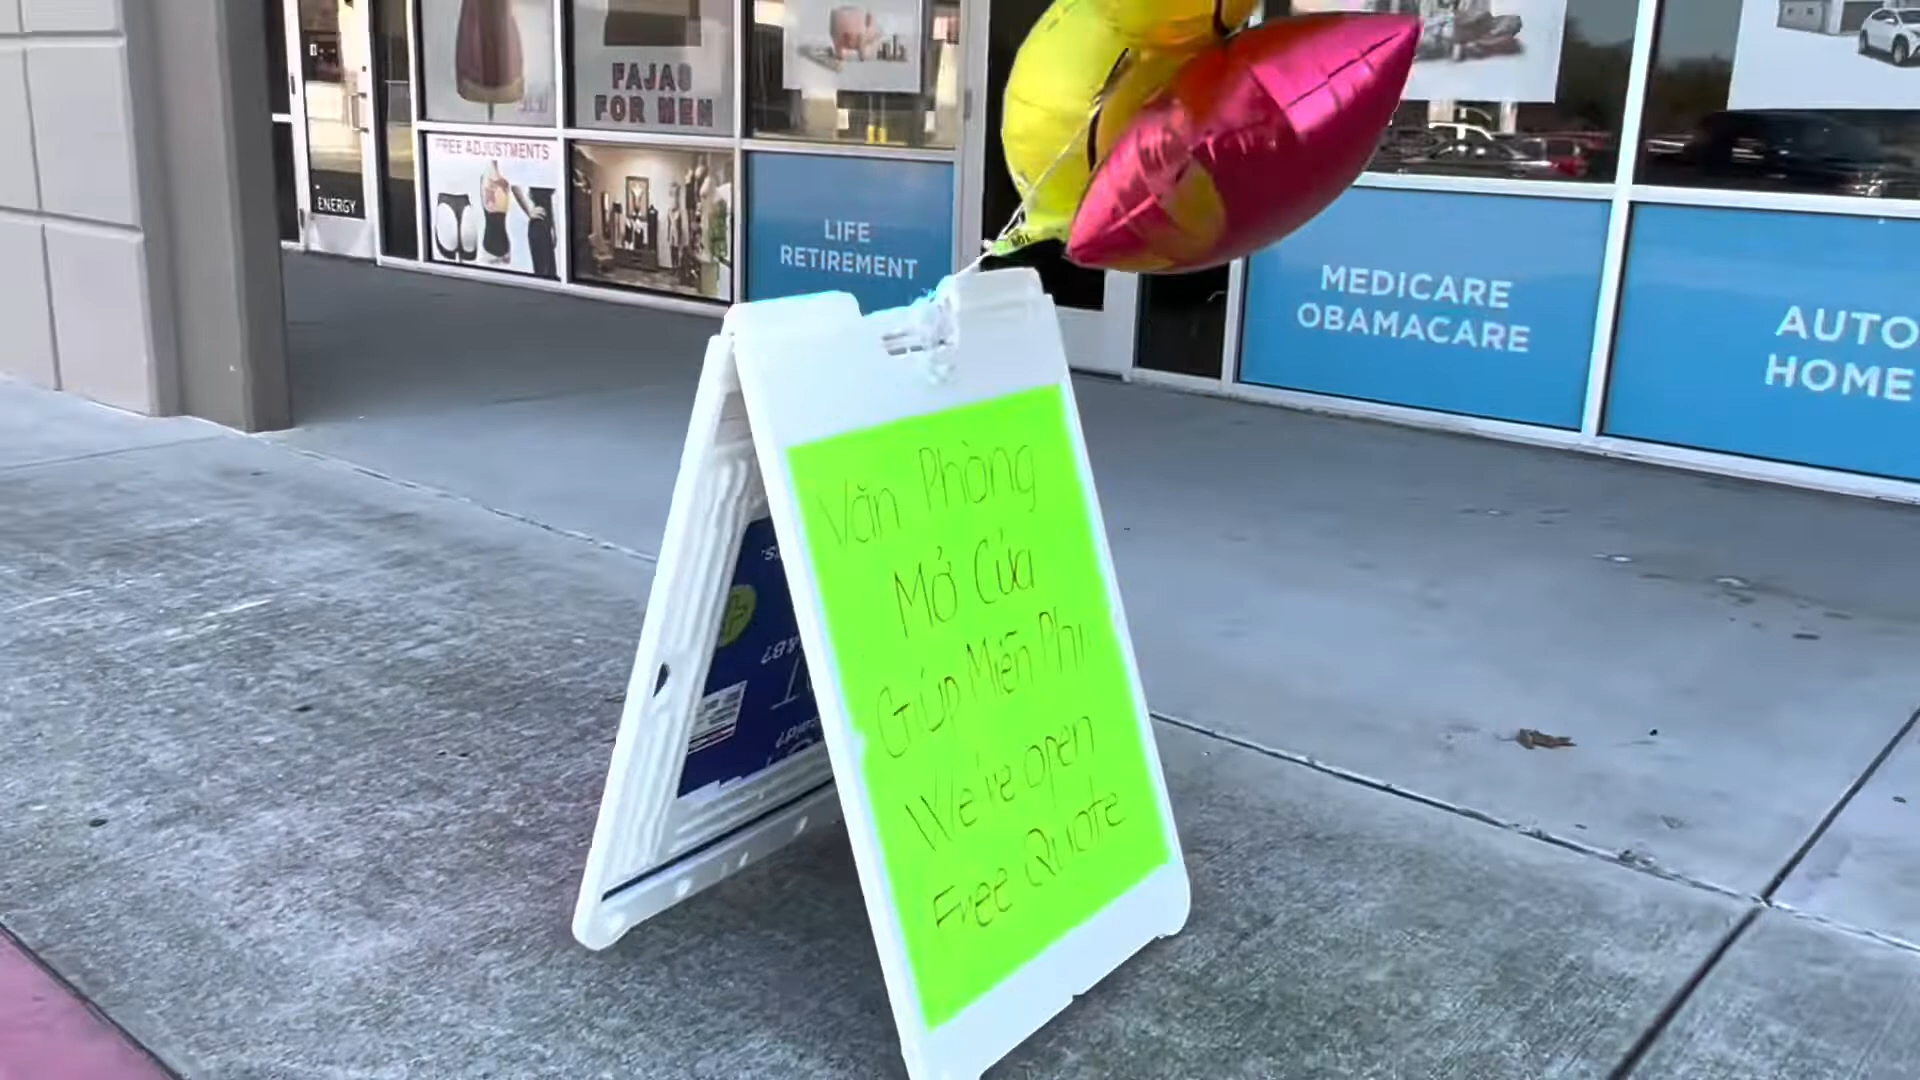 FAJAS
FOR MEN
FREE ADJUSTMENTS
ENERGY
LIFE
RETIREMENT
MEDICARE
OBAMACARE
AUTO
HOME
Văn Phòng
Mở Cửa
Giúp Miễn Phí
We're open
Free Quote